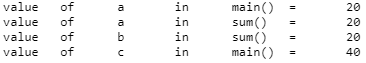 value of a in main() = 20
value of a in sum() = 20
value of b in sum() = 20
value of c in main() = 40